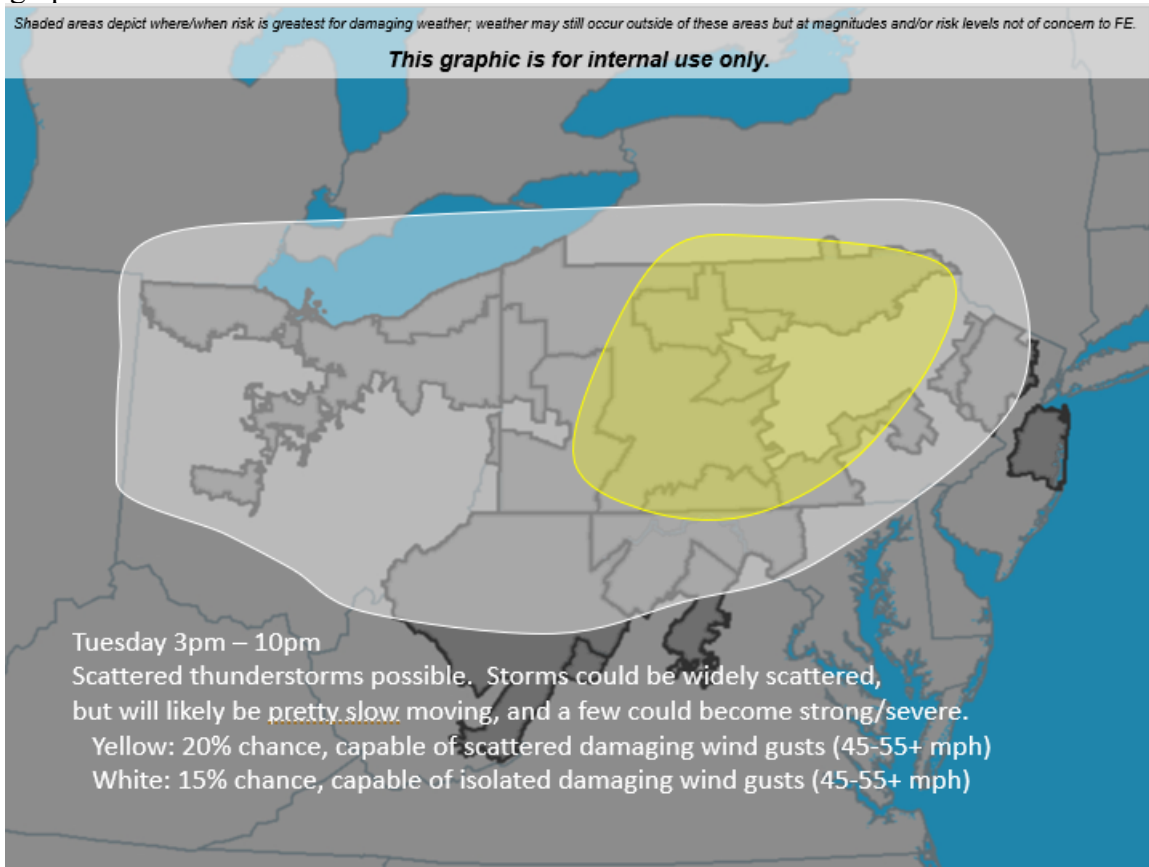 Shaded areas depict where/when risk is greatest for damaging weather; weather may still occur outside of these areas but at magnitudes and/or risk levels not of concern to FE.
This graphic is for internal use only.
Tuesday 3pm – 10pm
Scattered thunderstorms possible.  Storms could be widely scattered,
but will likely be pretty slow moving, and a few could become strong/severe.
Yellow: 20% chance, capable of scattered damaging wind gusts (45-55+ mph)
White: 15% chance, capable of isolated damaging wind gusts (45-55+ mph)